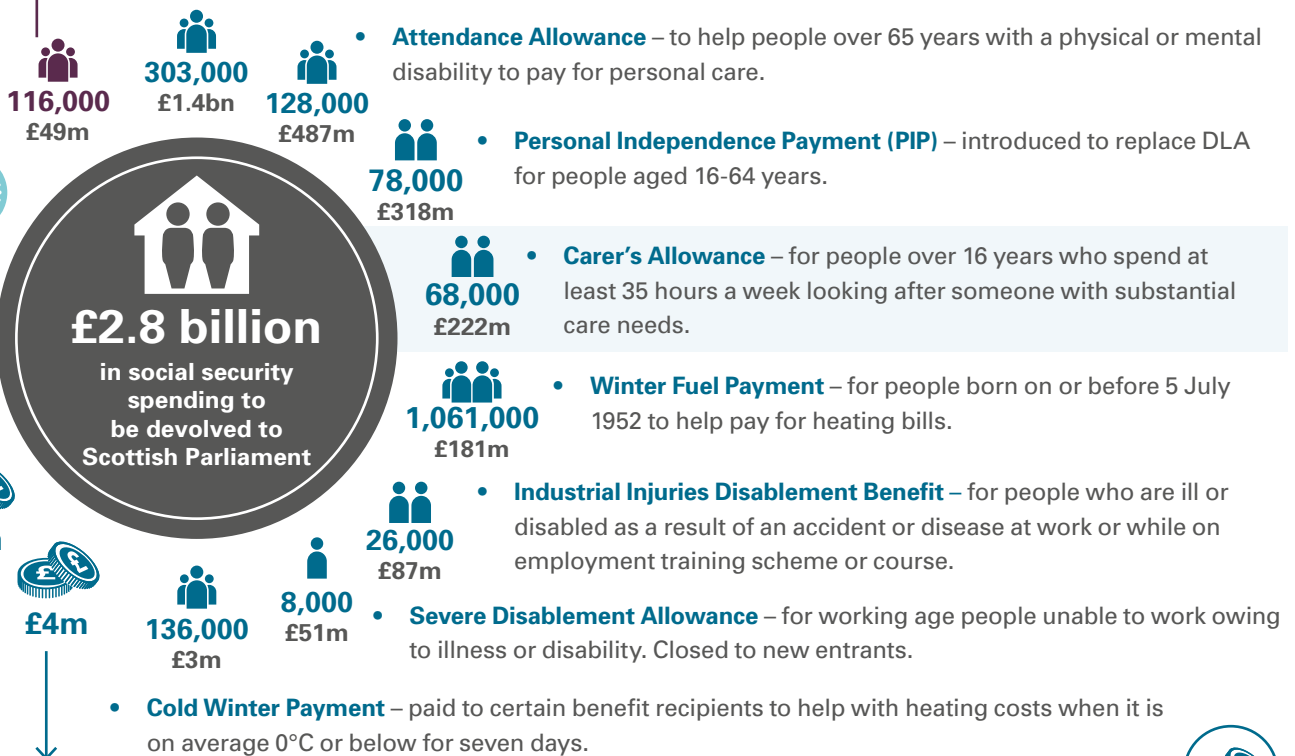 • Attendance Allowance – to help people over 65 years with a physical or mental
disability to pay for personal care.
303,000
£1.4bn
116,000
£49m
128,000
£487m
• Personal Independence Payment (PIP) – introduced to replace DLA
for people aged 16-64 years.
78,000
£318m
• Carer's Allowance – for people over 16 years who spend at
least 35 hours a week looking after someone with substantial
care needs.
68,000
£222m
£2.8 billion
in social security
spending to
be devolved to
Scottish Parliament
• Winter Fuel Payment – for people born on or before 5 July
1952 to help pay for heating bills.
1,061,000
£181m
• Industrial Injuries Disablement Benefit – for people who are ill or
disabled as a result of an accident or disease at work or while on
employment training scheme or course.
26,000
£87m
• Severe Disablement Allowance – for working age people unable to work owing
to illness or disability. Closed to new entrants.
8,000
£51m
£ £
£4m
136,000
£3m
• Cold Winter Payment – paid to certain benefit recipients to help with heating costs when it is
on average 0°C or below for seven days.